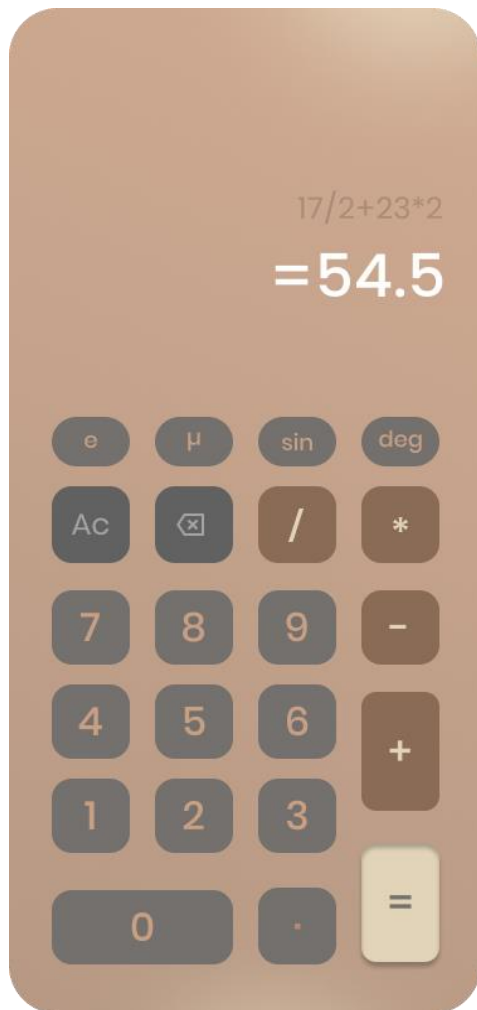 17/2+23*2
=54.5
e μ sin deg
Ac / *
7 8 9 -
4 5 6 +
1 2 3
0 . =